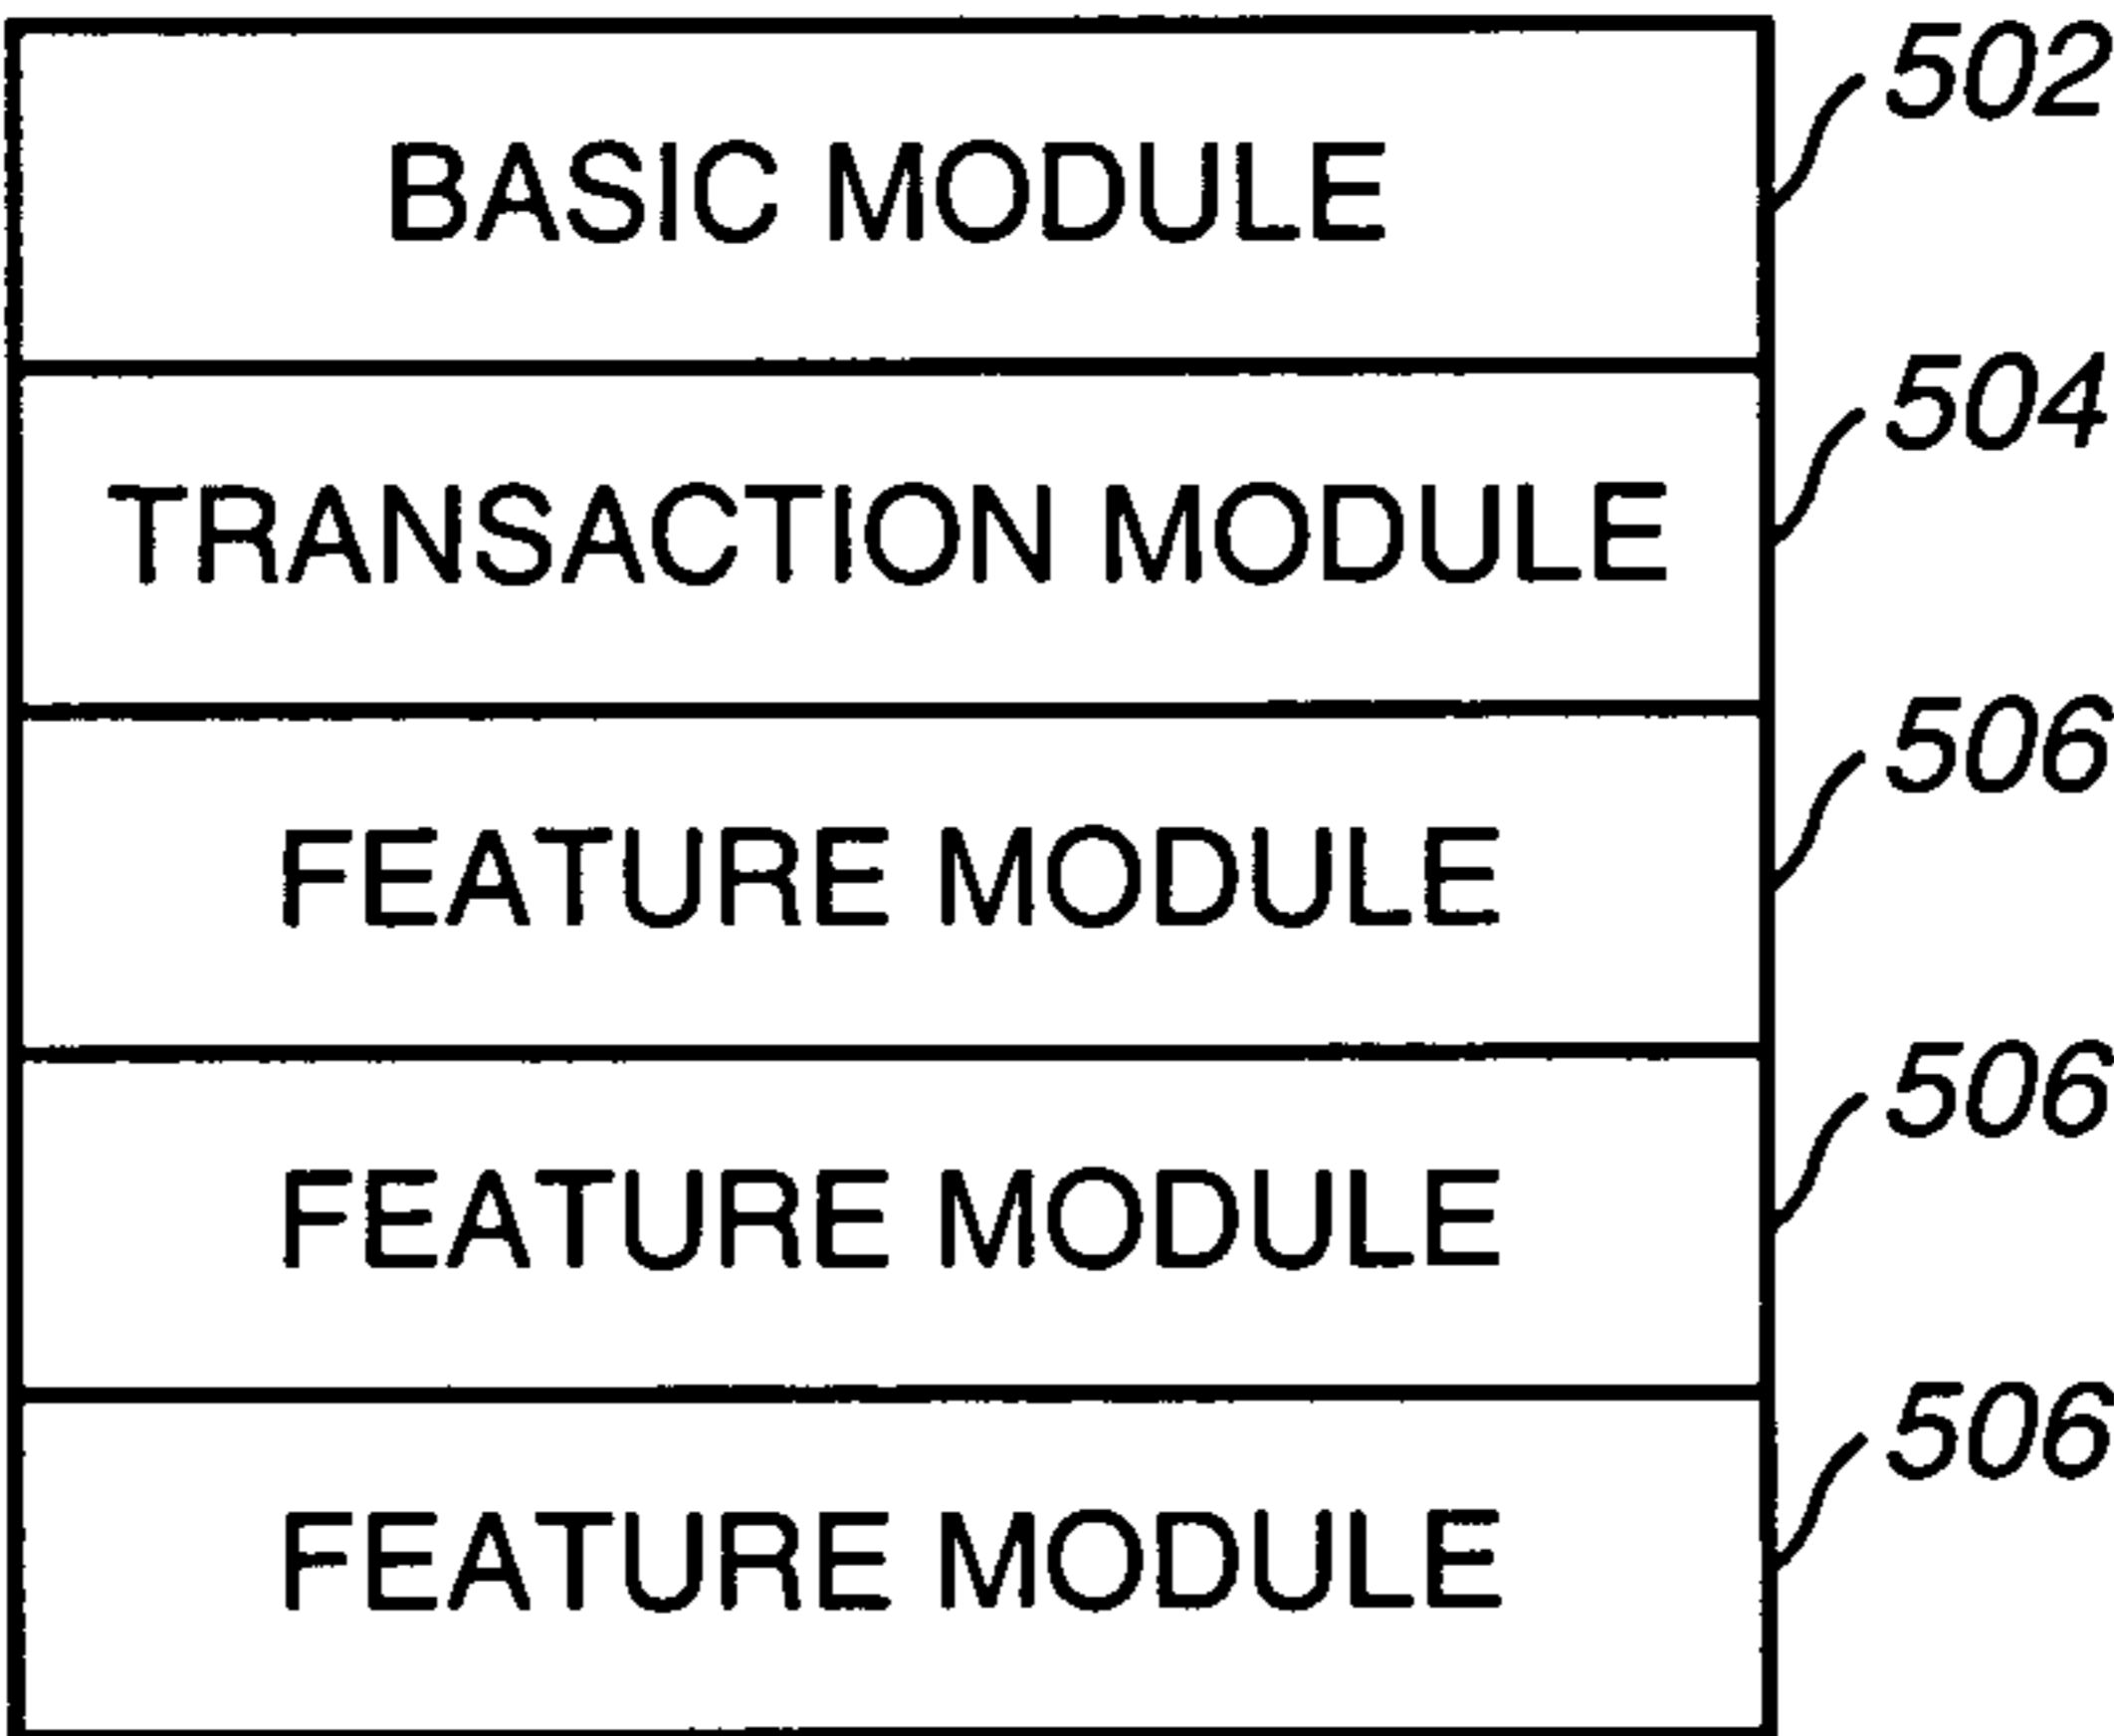 502
BASIC MODULE
504
TRANSACTION MODULE
506
FEATURE MODULE
506
FEATURE MODULE
506
FEATURE MODULE